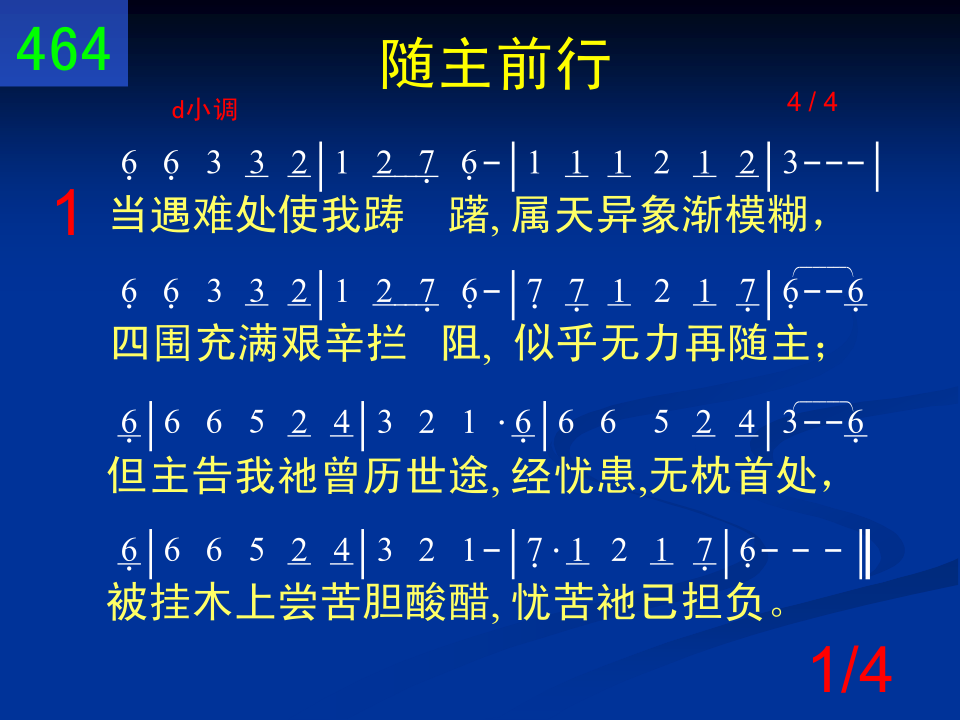 464
随主前行
d小调
4 / 4
6̣ 6̣ 3 3̲ 2̲ | 1 2̲ 7̣̲ 6̣ - | 1 1̲ 1̲ 2 1̲ 2̲ | 3 - - - |
1
当遇难处使我踌 躇, 属天异象渐模糊，
6̣ 6̣ 3 3̲ 2̲ | 1 2̲ 7̣̲ 6̣ - | 7̣ 7̣̲ 1̲ 2 1̲ 7̣̲ | 6̣ - - 6̣̲
四围充满艰辛拦 阻, 似乎无力再随主；
6̣̲ | 6 6 5 2̲ 4̲ | 3 2 1 · 6̣̲ | 6 6 5 2̲ 4̲ | 3 - - 6̣̲
但主告我祂曾历世途, 经忧患,无枕首处，
6̣̲ | 6 6 5 2̲ 4̲ | 3 2 1 - | 7̣ · 1̲ 2 1̲ 7̣̲ | 6̣ - - - ‖
被挂木上尝苦胆酸醋, 忧苦祂已担负。
1/4